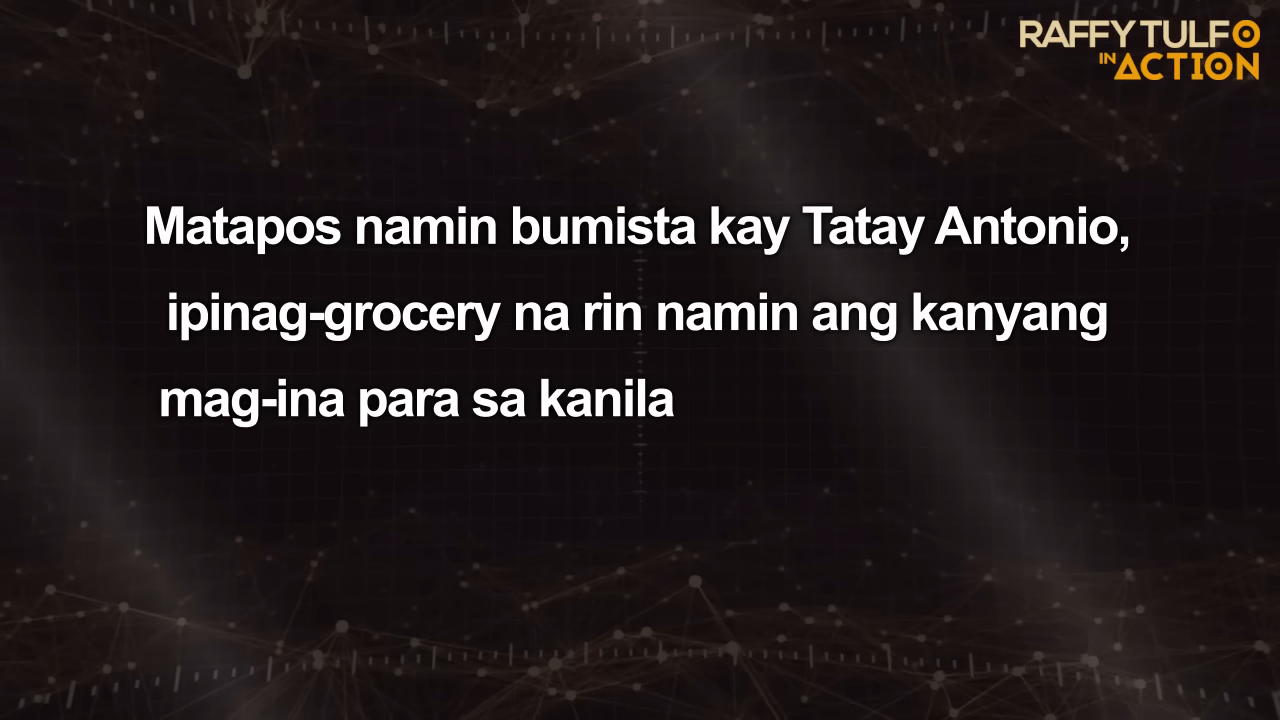 RAFFY TULFO
IN ACTION
Matapos namin bumista kay Tatay Antonio,
ipinag-grocery na rin namin ang kanyang
mag-ina para sa kanila